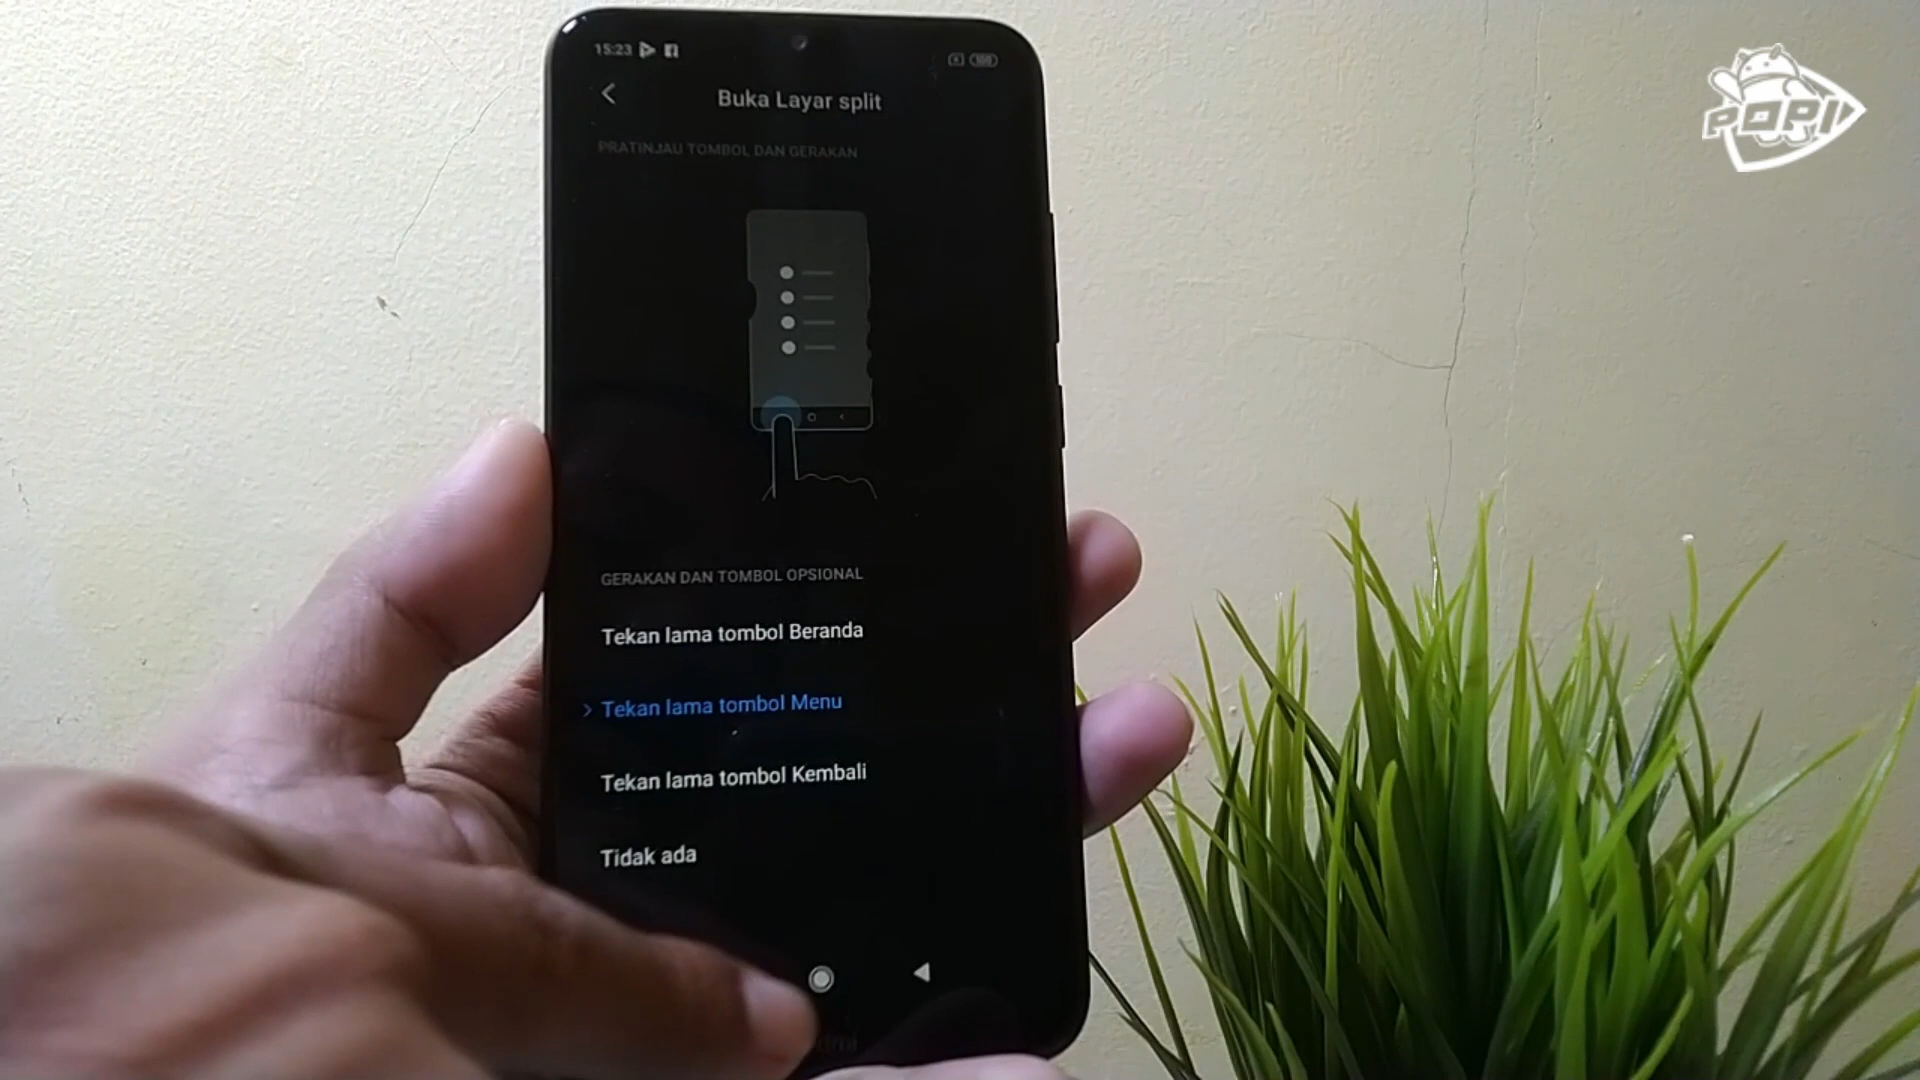 15:23
Buka Layar split
PRATINJAU TOMBOL DAN GERAKAN
GERAKAN DAN TOMBOL OPSIONAL
Tekan lama tombol Beranda
Tekan lama tombol Menu
Tekan lama tombol Kembali
Tidak ada
POPI